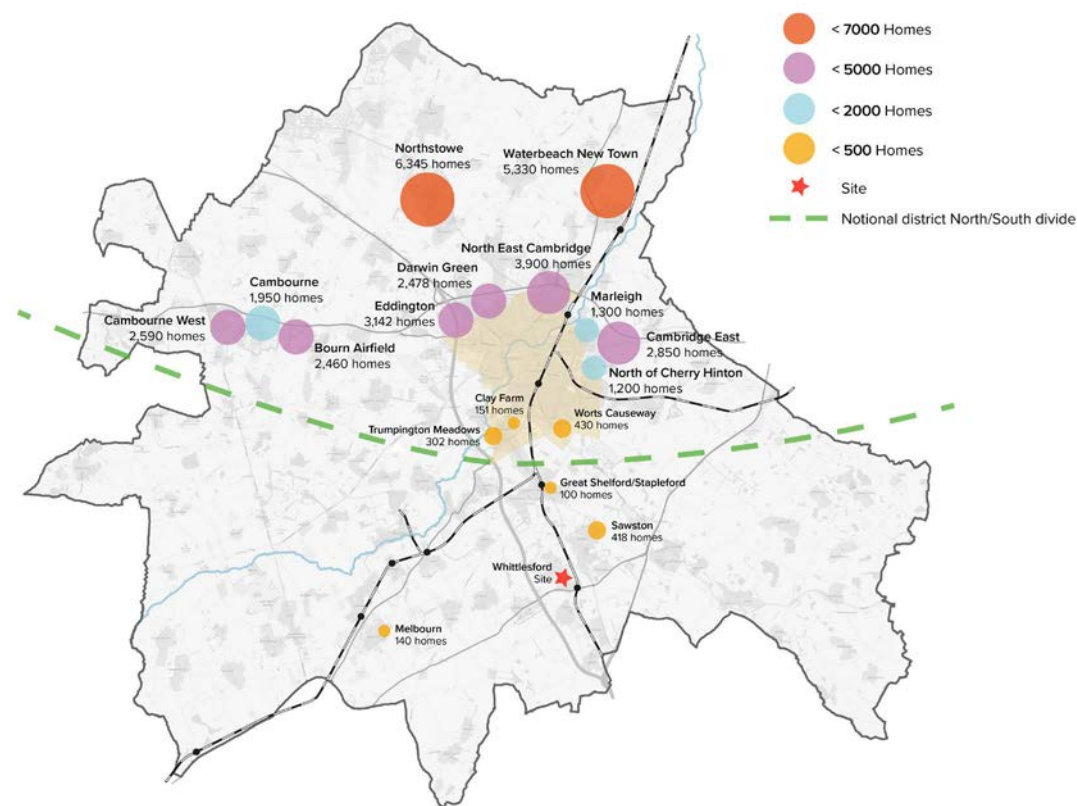 < 7000 Homes
< 5000 Homes
< 2000 Homes
< 500 Homes
Site
Notional district North/South divide
Northstowe
6,345 homes
Waterbeach New Town
5,330 homes
North East Cambridge
3,900 homes
Darwin Green
2,478 homes
Eddington
3,142 homes
Cambourne
1,950 homes
Cambourne West
2,590 homes
Bourn Airfield
2,460 homes
Marleigh
1,300 homes
Cambridge East
2,850 homes
North of Cherry Hinton
1,200 homes
Clay Farm
151 homes
Trumpington Meadows
302 homes
Worts Causeway
430 homes
Great Shelford/Stapleford
100 homes
Sawston
418 homes
Whittlesford
Site
Melbourn
140 homes